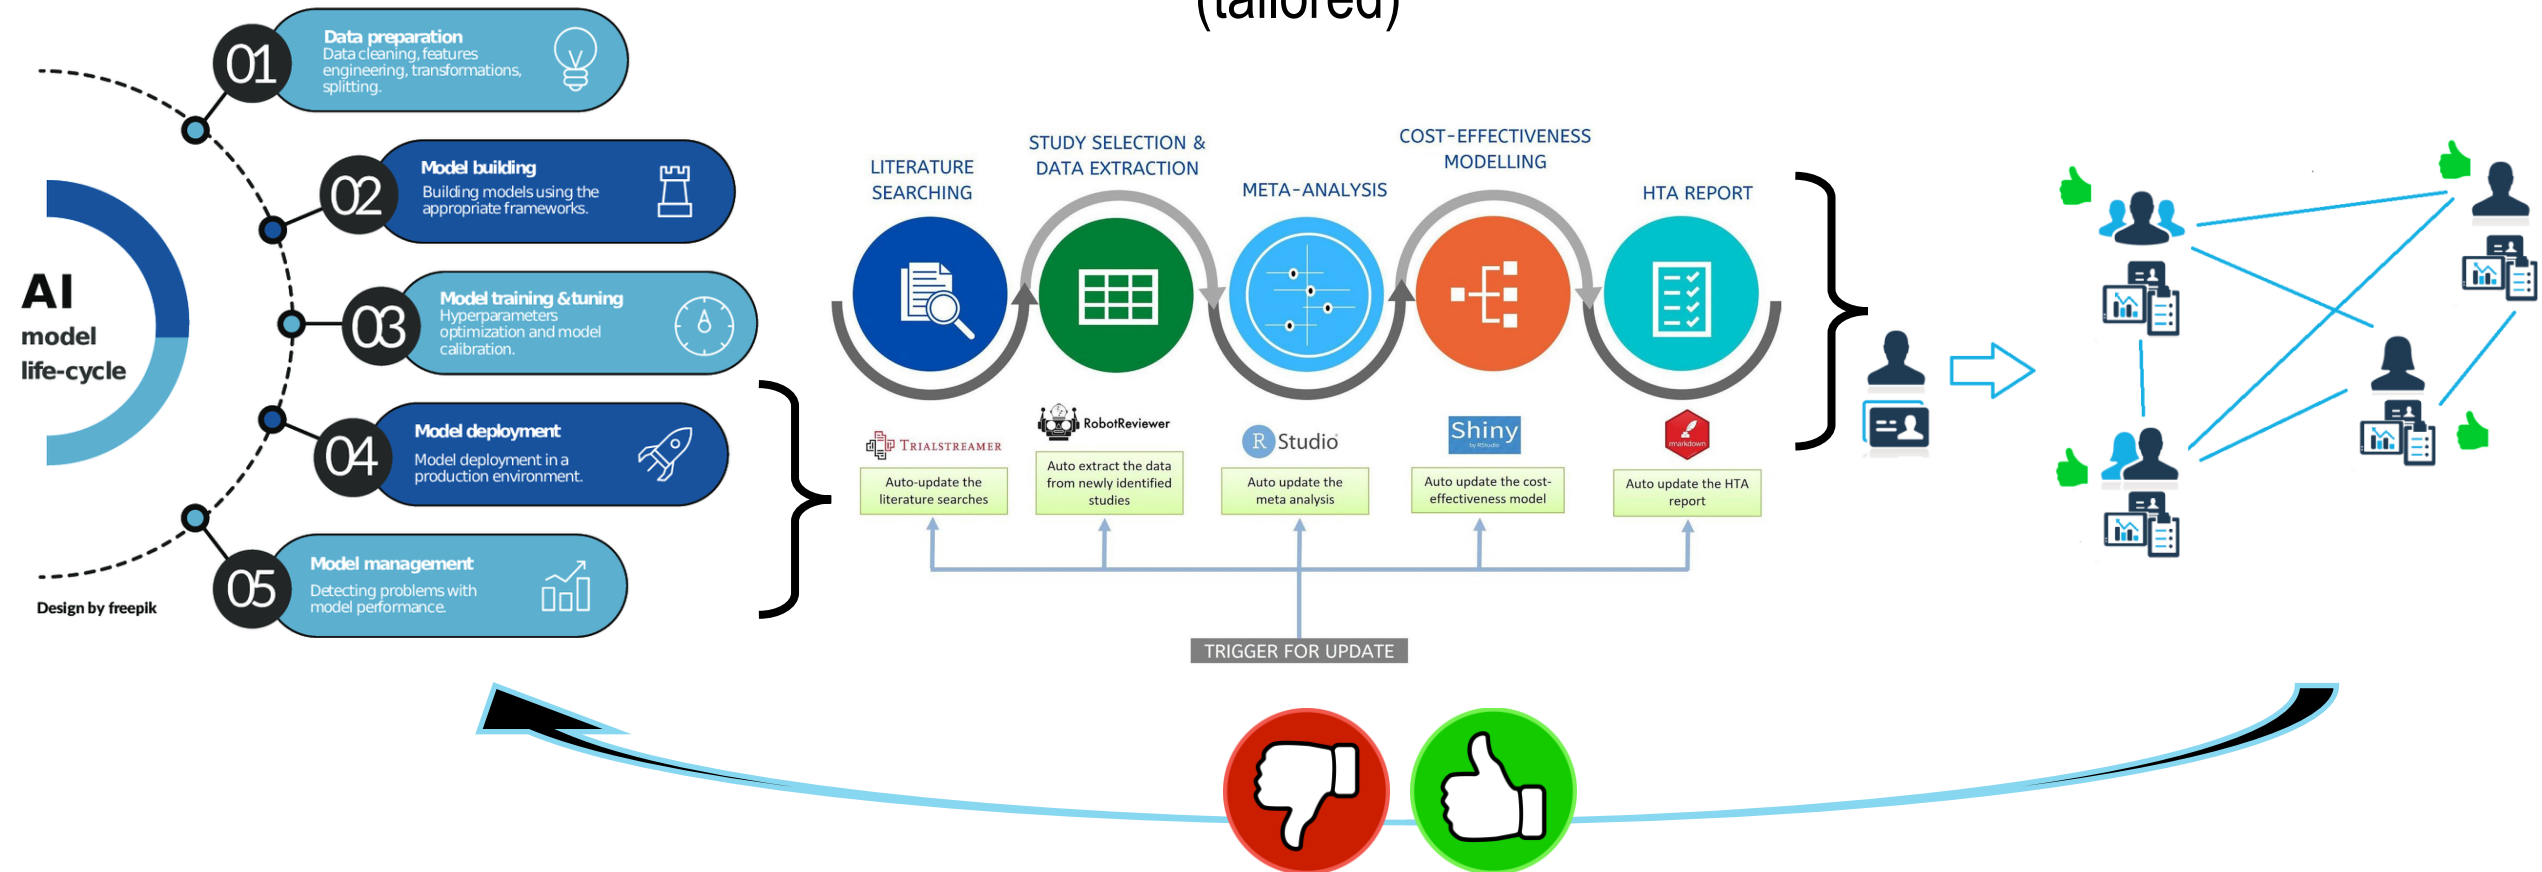 (tailored)
01
Data preparation
Data cleaning, features
engineering, transformations,
splitting.
02
Model building
Building models using the
appropriate frameworks.
AI
model
life-cycle
03
Model training & tuning
Hyperparameters
optimization and model
calibration.
04
Model deployment
Model deployment in a
production environment.
05
Model management
Detecting problems with
model performance.
Design by freepik
LITERATURE
SEARCHING
STUDY SELECTION &
DATA EXTRACTION
META-ANALYSIS
COST-EFFECTIVENESS
MODELLING
HTA REPORT
TRIALSTREAMER
RobotReviewer
R Studio
Shiny
by RStudio
markdown
Auto-update the
literature searches
Auto extract the data
from newly identified
studies
Auto update the
meta analysis
Auto update the cost-
effectiveness model
Auto update the HTA
report
TRIGGER FOR UPDATE